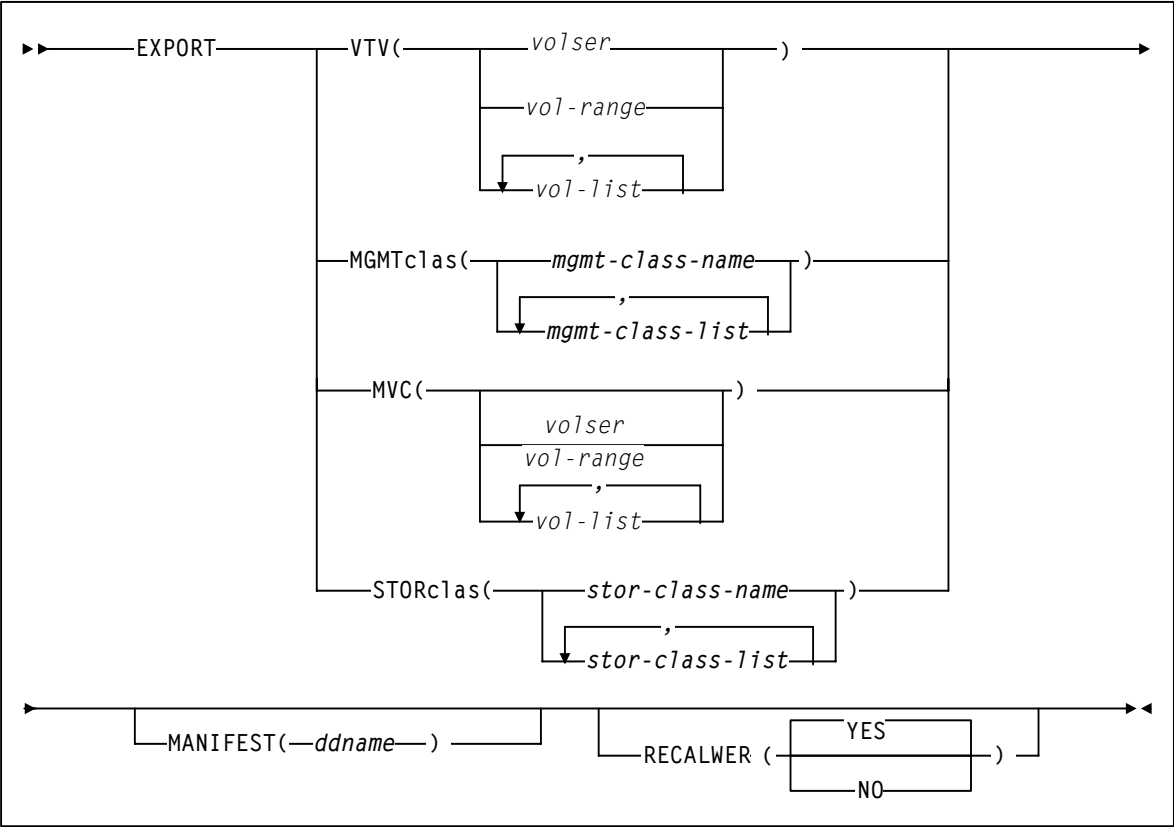 EXPORT VTV( volser )
vol-range
,
vol-list
MGMTclas( mgmt-class-name )
,
mgmt-class-list
MVC( )
volser
vol-range
,
vol-list
STORclas( stor-class-name )
,
stor-class-list
MANIFEST( ddname )
RECALWER ( YES )
NO